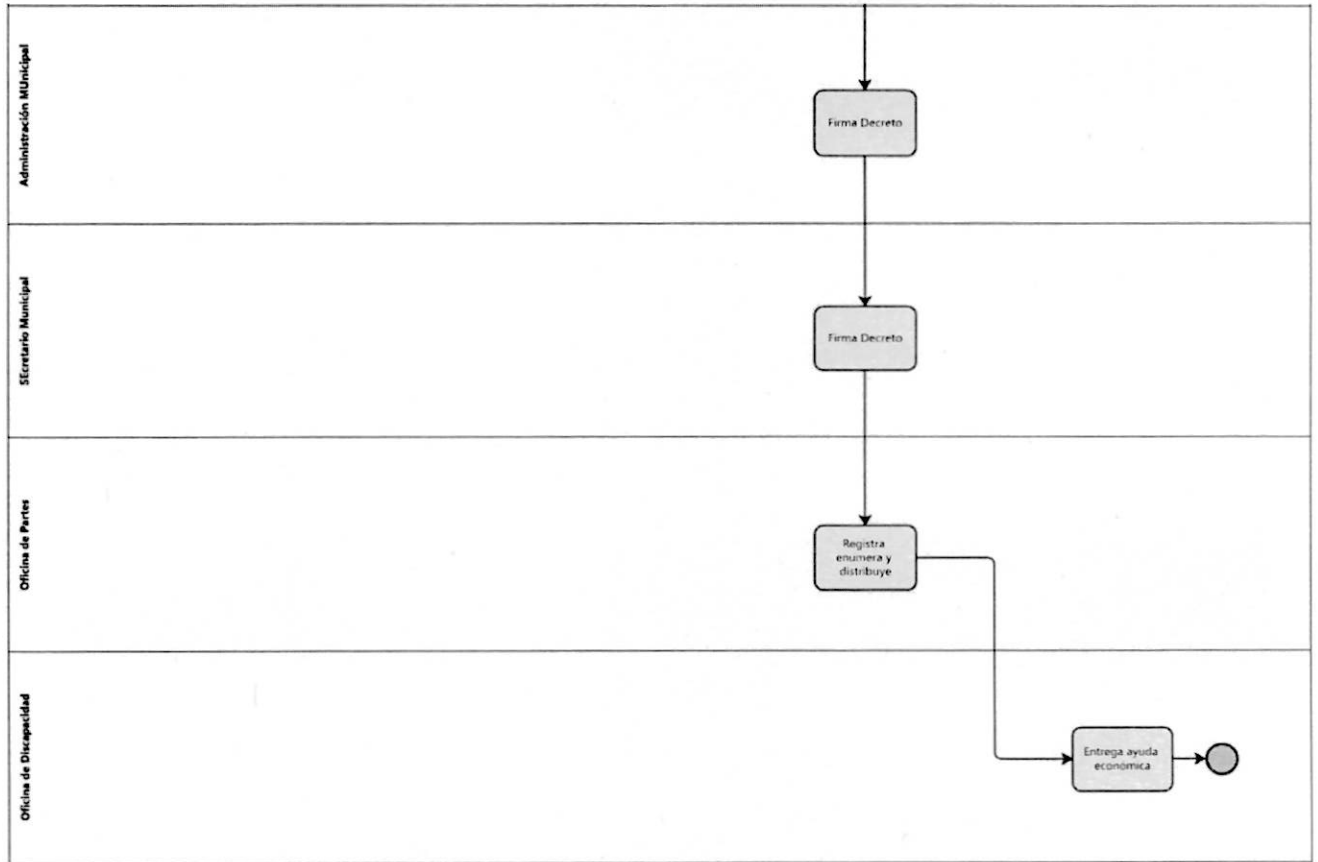 Administración MUnicipal
Firma Decreto
SEcretario Municipal
Firma Decreto
Oficina de Partes
Registra
enumera y
distribuye
Oficina de Discapacidad
Entrega ayuda
económica